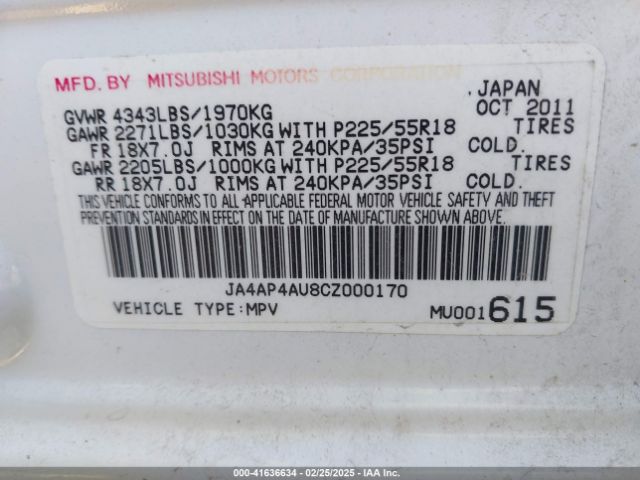 MFD. BY MITSUBISHI MOTORS CORPORATION JAPAN
GVWR 4343LBS/1970KG OCT 2011
GAWR 2271LBS/1030KG WITH P225/55R18 TIRES
FR 18X7.0J RIMS AT 240KPA/35PSI COLD.
GAWR 2205LBS/1000KG WITH P225/55R18 TIRES
RR 18X7.0J RIMS AT 240KPA/35PSI COLD.
THIS VEHICLE CONFORMS TO ALL APPLICABLE FEDERAL MOTOR VEHICLE SAFETY AND THEFT
PREVENTION STANDARDS IN EFFECT ON THE DATE OF MANUFACTURE SHOWN ABOVE.
JA4AP4AU8CZ000170
VEHICLE TYPE:MPV MU001615
000-41636634 - 02/25/2025 - IAA, Inc.